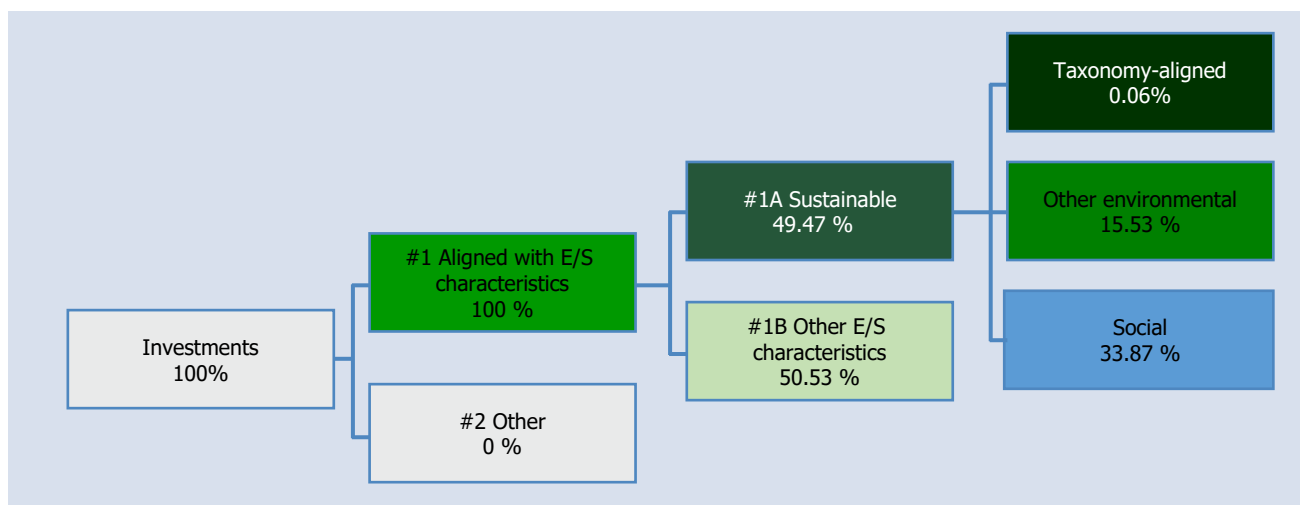 Investments
100%
#1 Aligned with E/S
characteristics
100 %
#2 Other
0 %
#1A Sustainable
49.47 %
#1B Other E/S
characteristics
50.53 %
Taxonomy-aligned
0.06%
Other environmental
15.53 %
Social
33.87 %